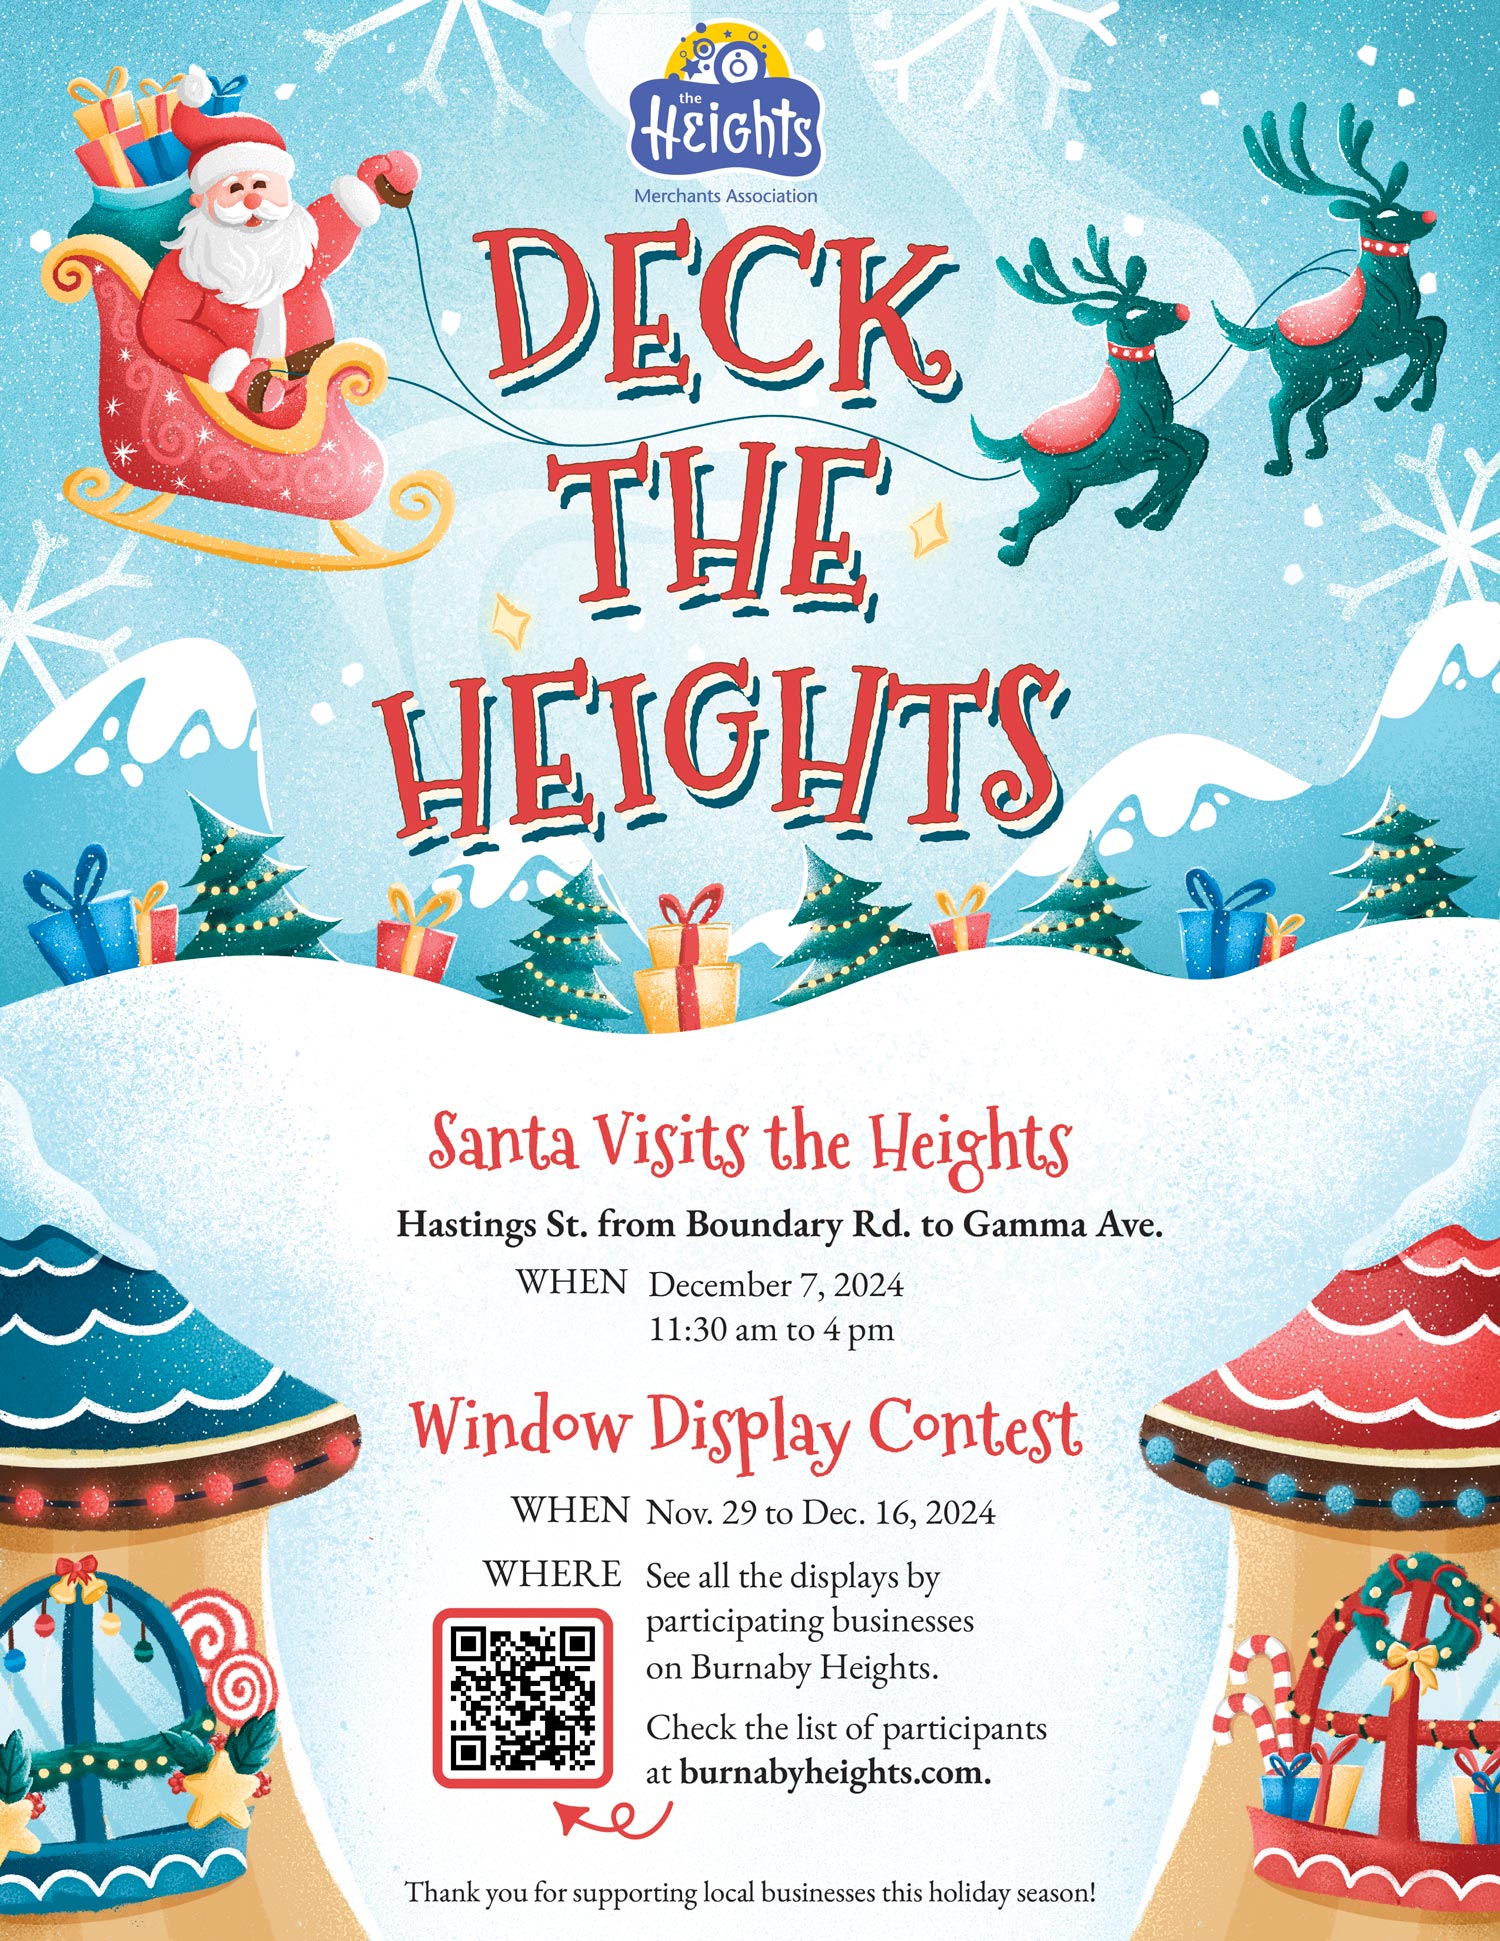 the
Heights
Merchants Association
DECK
THE
HEIGHTS
Santa Visits the Heights
Hastings St. from Boundary Rd. to Gamma Ave.
WHEN December 7, 2024
11:30 am to 4 pm
Window Display Contest
WHEN Nov. 29 to Dec. 16, 2024
WHERE See all the displays by
participating businesses
on Burnaby Heights.
Check the list of participants
at burnabyheights.com.
Thank you for supporting local businesses this holiday season!